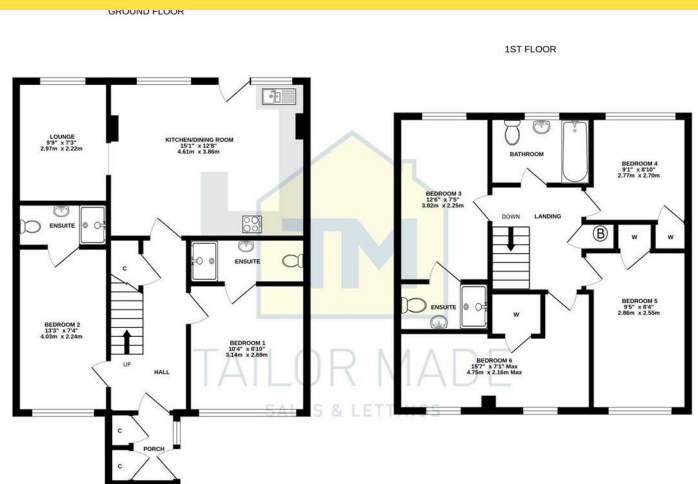 GROUND FLOOR
1ST FLOOR
LOUNGE
9'9" x 7'3"
2.97m x 2.22m
KITCHEN/DINING ROOM
15'1" x 12'8"
4.61m x 3.86m
ENSUITE
C
ENSUITE
BEDROOM 2
13'3" x 7'4"
4.03m x 2.24m
UP
HALL
BEDROOM 1
10'4" x 8'10"
3.14m x 2.69m
C
PORCH
C
BATHROOM
BEDROOM 4
9'1" x 8'10"
2.77m x 2.70m
BEDROOM 3
12'6" x 7'5"
3.82m x 2.25m
DOWN
LANDING
B
W
W
ENSUITE
W
BEDROOM 5
9'5" x 8'4"
2.86m x 2.55m
BEDROOM 6
15'7" x 7'1" Max
4.75m x 2.16m Max
TM
TAILOR MADE
SALES & LETTINGS